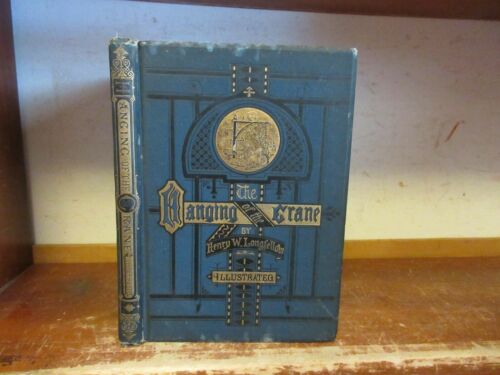 The
Hanging
of the
Crane
BY
Henry W. Longfellow
ILLUSTRATED.
HANGING OF THE CRANE